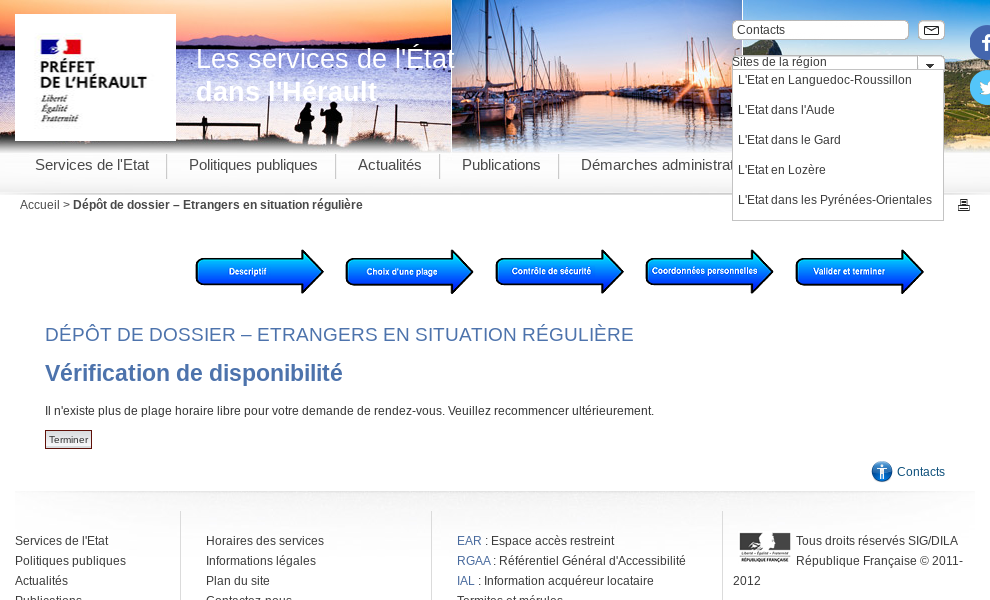 PRÉFET
DE L'HÉRAULT
Liberté
Égalité
Fraternité
Les services de l'État
dans l'Hérault
Contacts
Sites de la région
L'Etat en Languedoc-Roussillon
L'Etat dans l'Aude
L'Etat dans le Gard
L'Etat en Lozère
L'Etat dans les Pyrénées-Orientales
Services de l'Etat
Politiques publiques
Actualités
Publications
Démarches administrat
Accueil > Dépôt de dossier – Etrangers en situation régulière
Descriptif
Choix d'une plage
Contrôle de sécurité
Coordonnées personnelles
Valider et terminer
DÉPÔT DE DOSSIER – ETRANGERS EN SITUATION RÉGULIÈRE
Vérification de disponibilité
Il n'existe plus de plage horaire libre pour votre demande de rendez-vous. Veuillez recommencer ultérieurement.
Terminer
Contacts
Services de l'Etat
Politiques publiques
Actualités
Publications
Horaires des services
Informations légales
Plan du site
Contactez-nous
EAR : Espace accès restreint
RGAA : Référentiel Général d'Accessibilité
IAL : Information acquéreur locataire
Termites et mérules
Liberté • Égalité • Fraternité
RÉPUBLIQUE FRANÇAISE
Tous droits réservés SIG/DILA
République Française © 2011-
2012